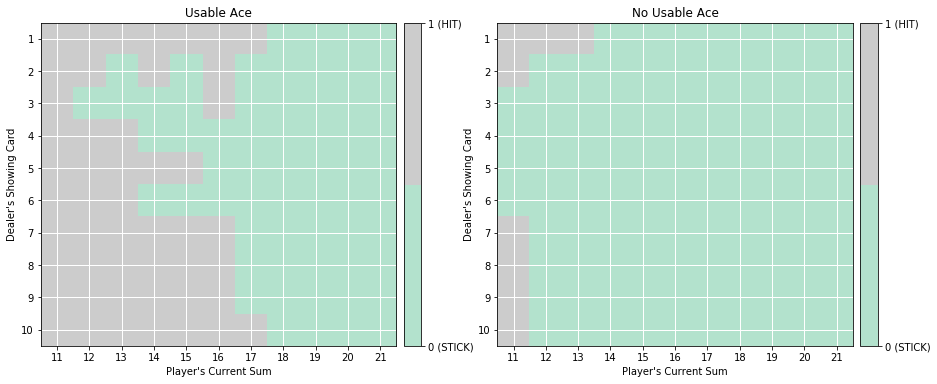 Usable Ace
1 (HIT)
1
2
3
4
5
6
7
8
9
10
Dealer's Showing Card
0 (STICK)
11 12 13 14 15 16 17 18 19 20 21
Player's Current Sum
No Usable Ace
1 (HIT)
1
2
3
4
5
6
7
8
9
10
Dealer's Showing Card
0 (STICK)
11 12 13 14 15 16 17 18 19 20 21
Player's Current Sum